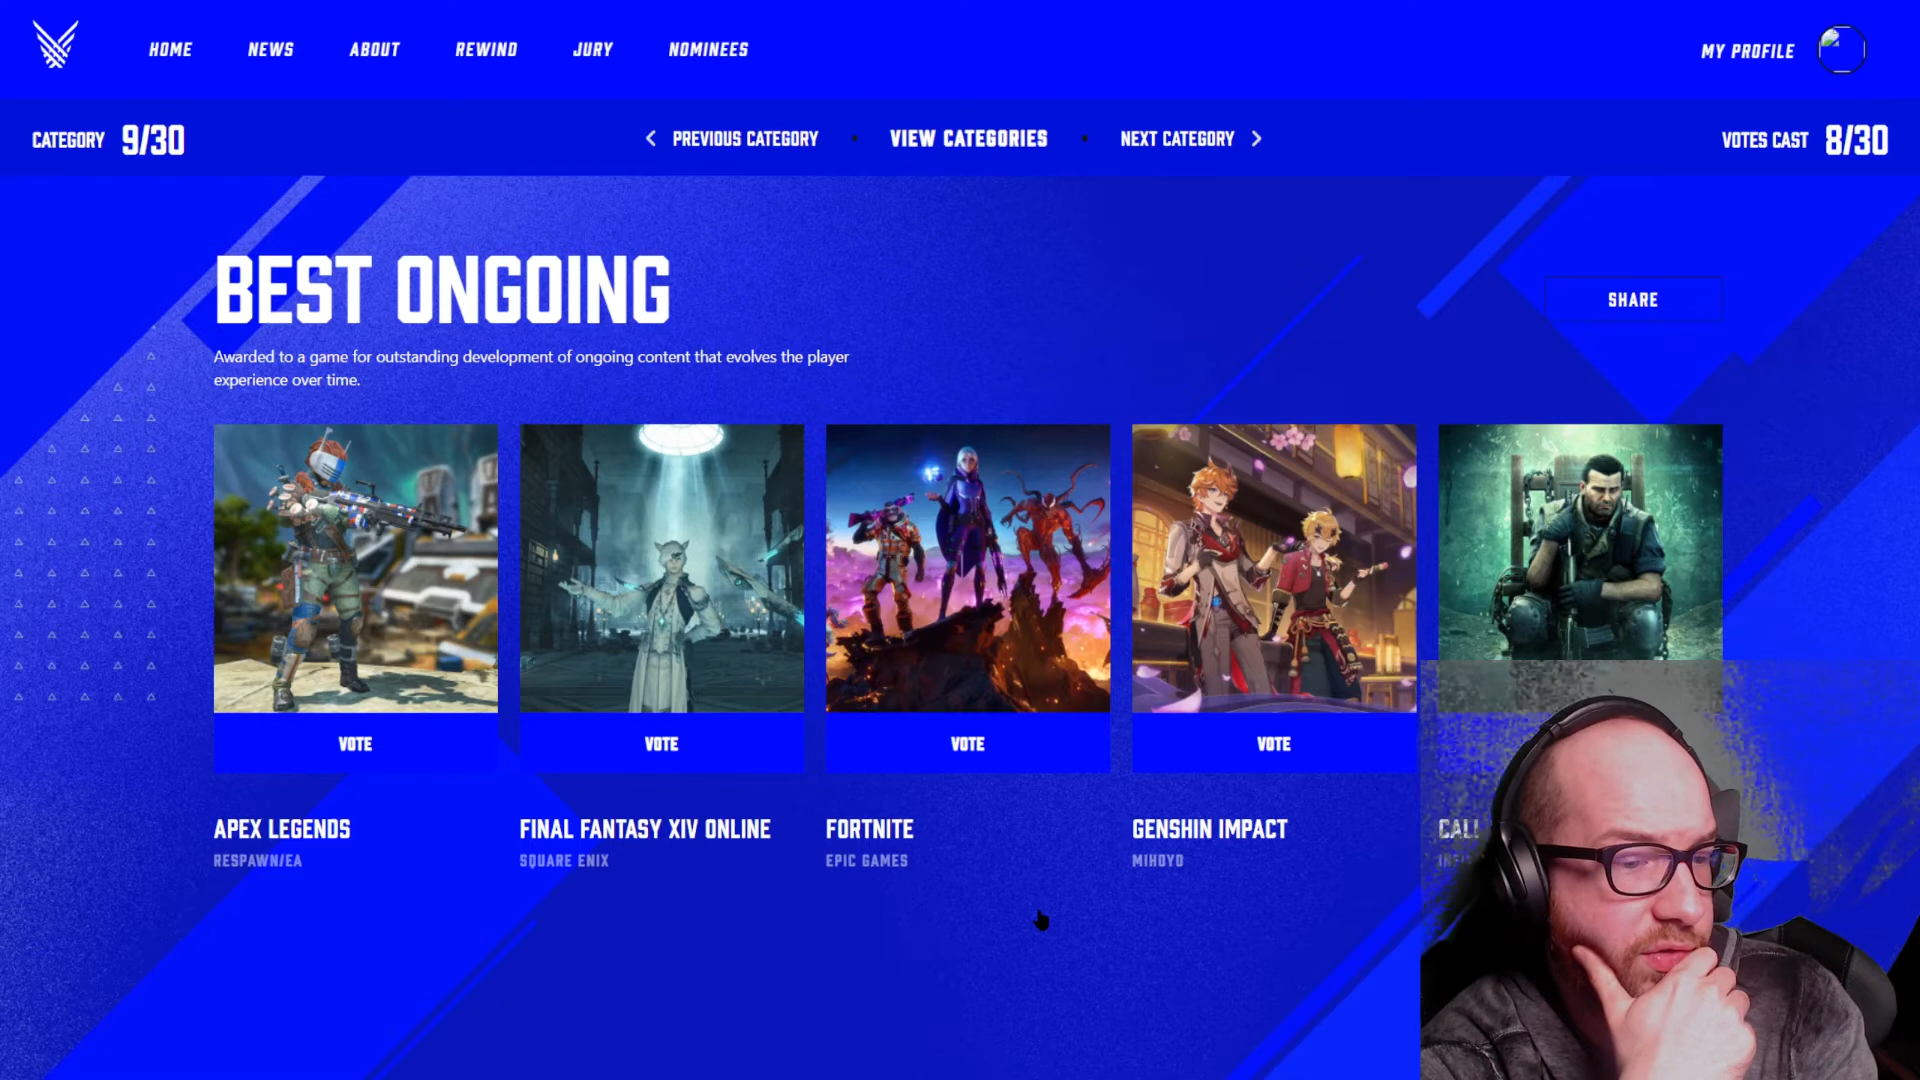 HOME
NEWS
ABOUT
REWIND
JURY
NOMINEES
MY PROFILE
CATEGORY 9/30
PREVIOUS CATEGORY
VIEW CATEGORIES
NEXT CATEGORY
VOTES CAST 8/30
BEST ONGOING
SHARE
Awarded to a game for outstanding development of ongoing content that evolves the player
experience over time.
VOTE
VOTE
VOTE
VOTE
APEX LEGENDS
RESPAWN/EA
FINAL FANTASY XIV ONLINE
SQUARE ENIX
FORTNITE
EPIC GAMES
GENSHIN IMPACT
MIHOYO
CALL